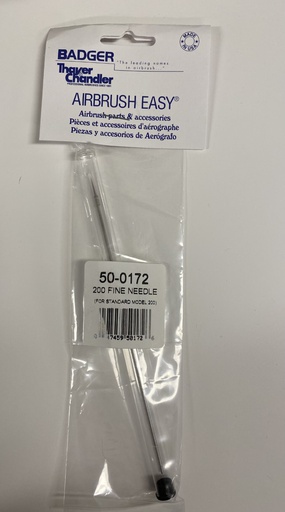 BADGER
"The leading names
in airbrush..."
MADE
IN USA
Thayer
Chandler
AIRBRUSH EASY®
Airbrush parts & accessories
Pièces et accessoires d'aérographe
Piezas y accesorios de Aerógrafo
50-0172
200 FINE NEEDLE
(FOR STANDARD MODEL 200)